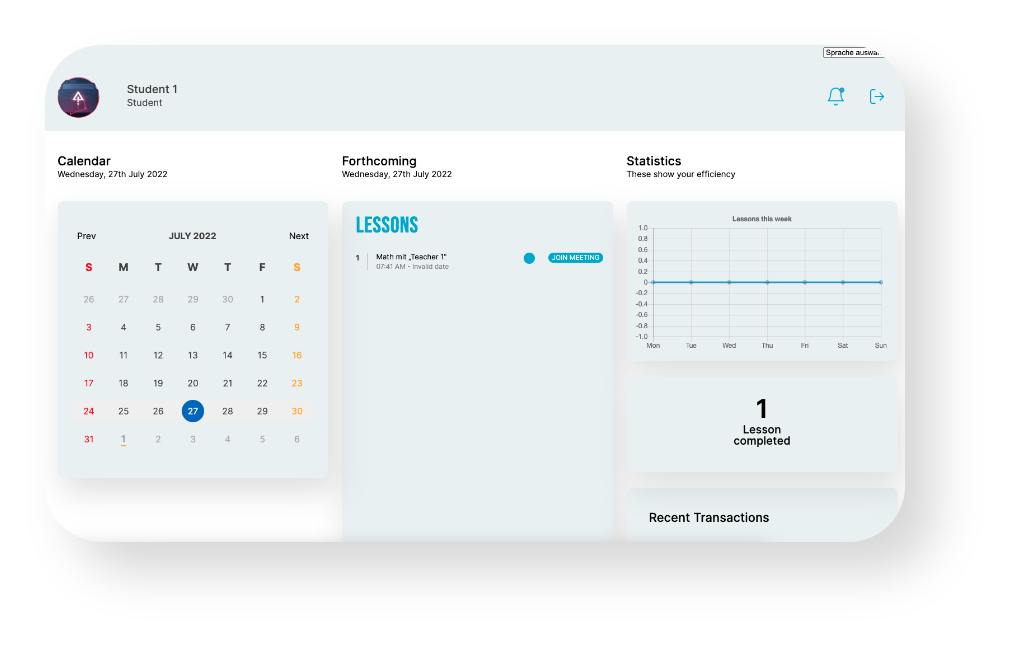 Sprache auswa
Student 1
Student
Calendar
Wednesday, 27th July 2022
Prev JULY 2022 Next
S M T W T F S
26 27 28 29 30 1 2
3 4 5 6 7 8 9
10 11 12 13 14 15 16
17 18 19 20 21 22 23
24 25 26 27 28 29 30
31 1 2 3 4 5 6
Forthcoming
Wednesday, 27th July 2022
LESSONS
1 Math mit „Teacher 1" JOIN MEETING
07:41 AM - Invalid date
Statistics
These show your efficiency
Lessons this week
1.0
0.8
0.6
0.4
0.2
0
-0.2
-0.4
-0.6
-0.8
-1.0
Mon Tue Wed Thu Fri Sat Sun
1
Lesson
completed
Recent Transactions